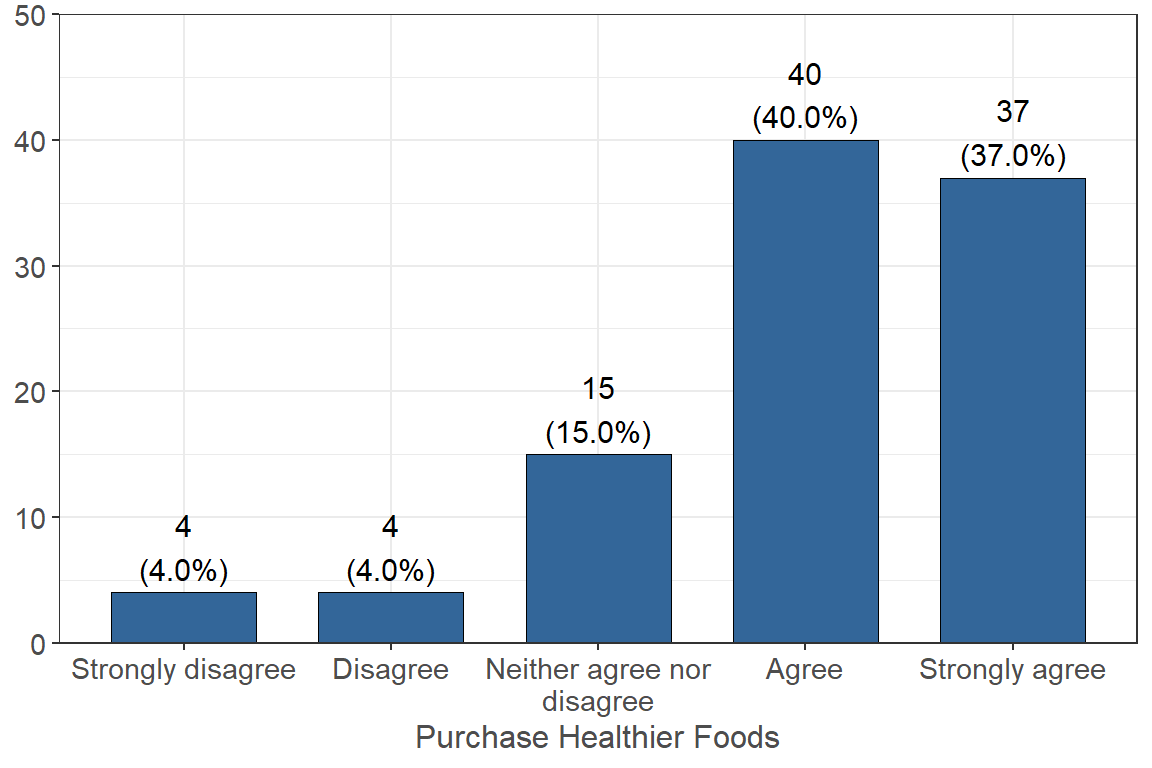 50
40
30
20
10
0
4
(4.0%)
4
(4.0%)
15
(15.0%)
40
(40.0%)
37
(37.0%)
Strongly disagree
Disagree
Neither agree nor
disagree
Agree
Strongly agree
Purchase Healthier Foods